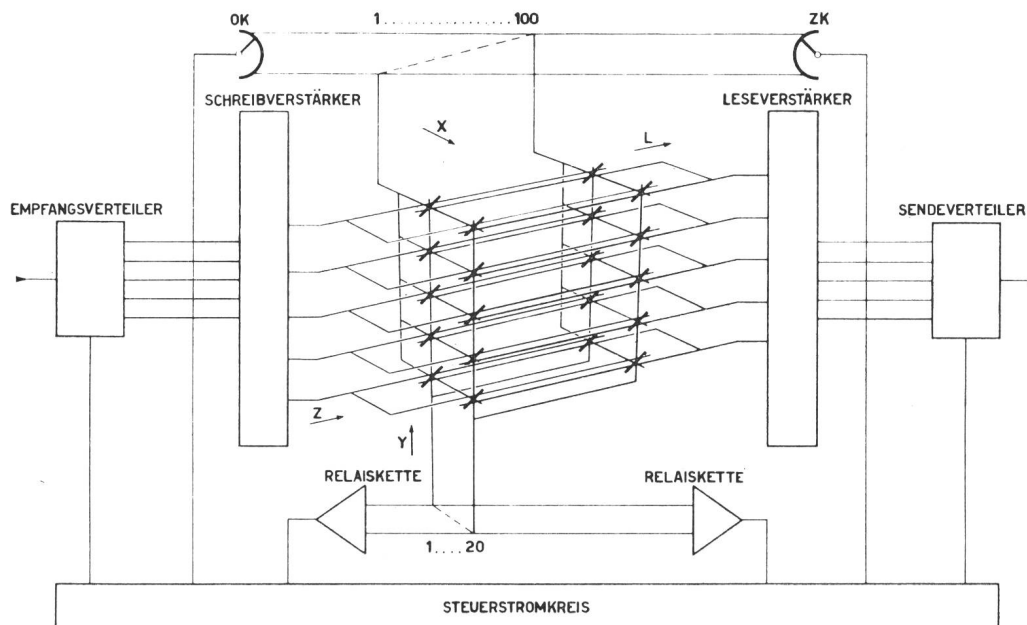 OK 1 . . . . . . . . . . . 100 ZK
SCHREIBVERSTÄRKER LESEVERSTÄRKER
X L
EMPFANGSVERTEILER SENDEVERTEILER
Z
Y
RELAISKETTE RELAISKETTE
1 . . . . 20
STEUERSTROMKREIS